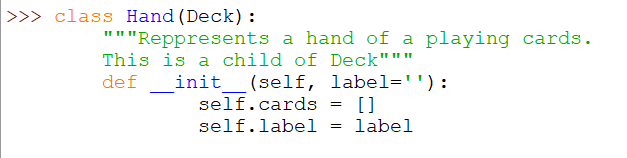 >>> class Hand(Deck):
"""Reppresents a hand of a playing cards.
This is a child of Deck"""
def __init__(self, label=''):
self.cards = []
self.label = label